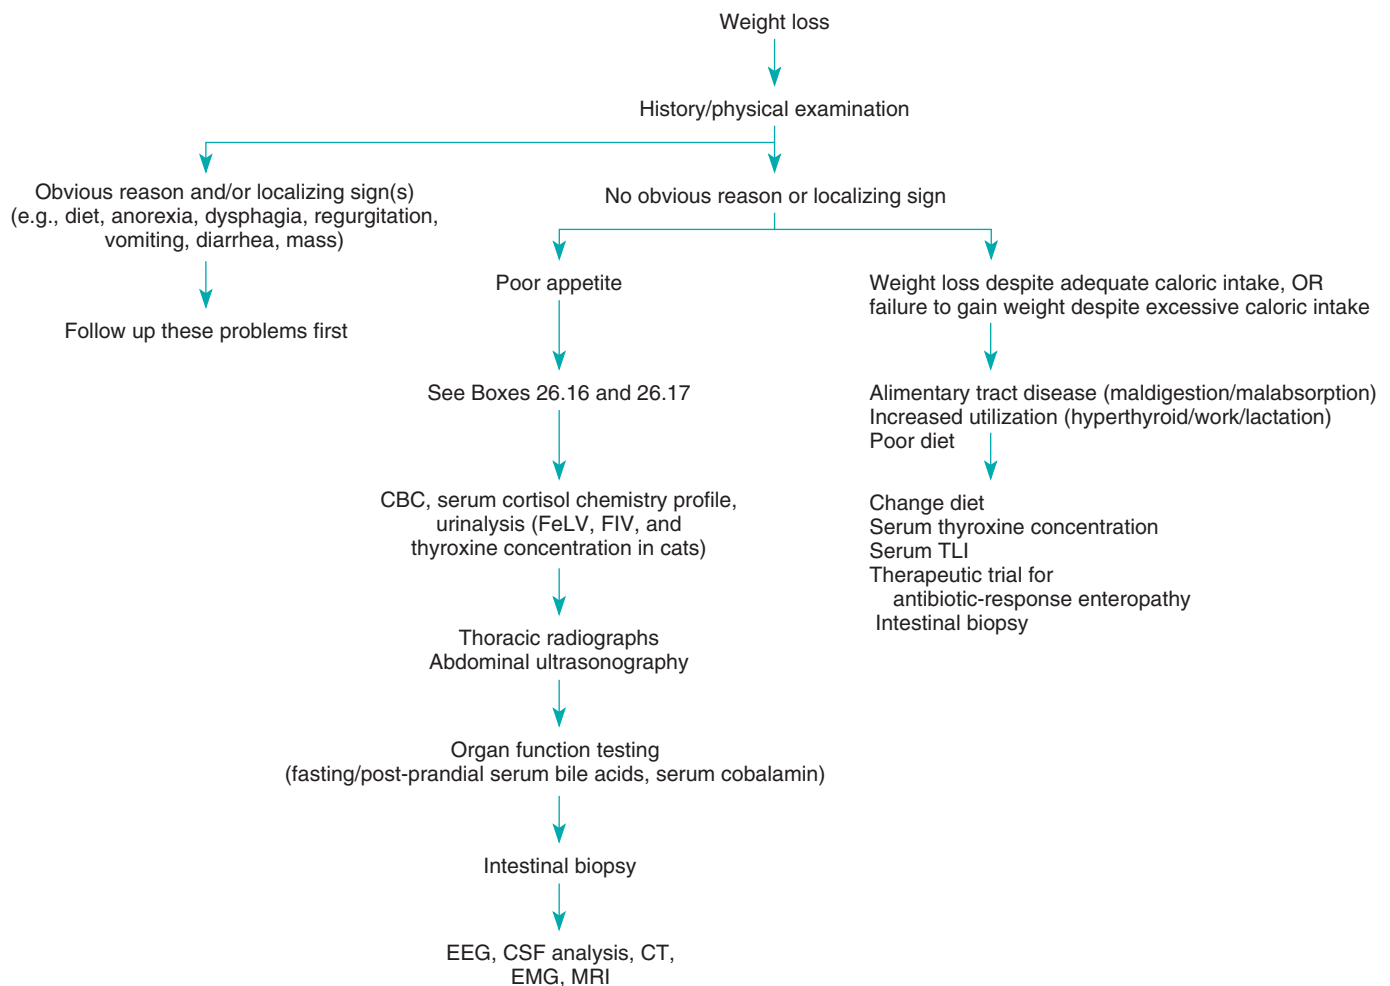 Weight loss
History/physical examination
Obvious reason and/or localizing sign(s)
(e.g., diet, anorexia, dysphagia, regurgitation,
vomiting, diarrhea, mass)
Follow up these problems first
No obvious reason or localizing sign
Poor appetite
See Boxes 26.16 and 26.17
CBC, serum cortisol chemistry profile,
urinalysis (FeLV, FIV, and
thyroxine concentration in cats)
Thoracic radiographs
Abdominal ultrasonography
Organ function testing
(fasting/post-prandial serum bile acids, serum cobalamin)
Intestinal biopsy
EEG, CSF analysis, CT,
EMG, MRI
Weight loss despite adequate caloric intake, OR
failure to gain weight despite excessive caloric intake
Alimentary tract disease (maldigestion/malabsorption)
Increased utilization (hyperthyroid/work/lactation)
Poor diet
Change diet
Serum thyroxine concentration
Serum TLI
Therapeutic trial for
antibiotic-response enteropathy
Intestinal biopsy